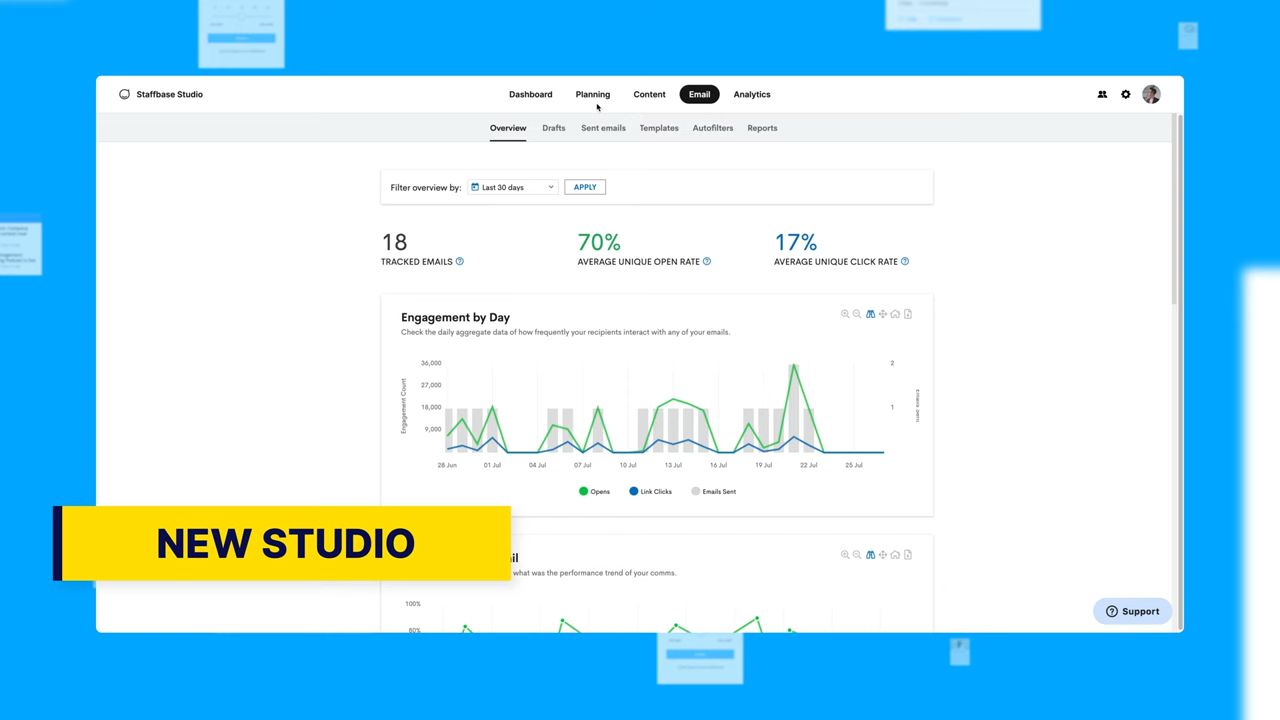 Staffbase Studio
Dashboard Planning Content Email Analytics
Overview Drafts Sent emails Templates Autofilters Reports
Filter overview by: Last 30 days APPLY
18 70% 17%
TRACKED EMAILS AVERAGE UNIQUE OPEN RATE AVERAGE UNIQUE CLICK RATE
Engagement by Day
Check the daily aggregate data of how frequently your recipients interact with any of your emails.
Engagement Count
36,000
27,000
18,000
9,000
2
1
28 Jun 01 Jul 04 Jul 07 Jul 10 Jul 13 Jul 16 Jul 19 Jul 22 Jul 25 Jul
Opens Link Clicks Emails Sent
NEW STUDIO
what was the performance trend of your comms.
100%
80%
Support